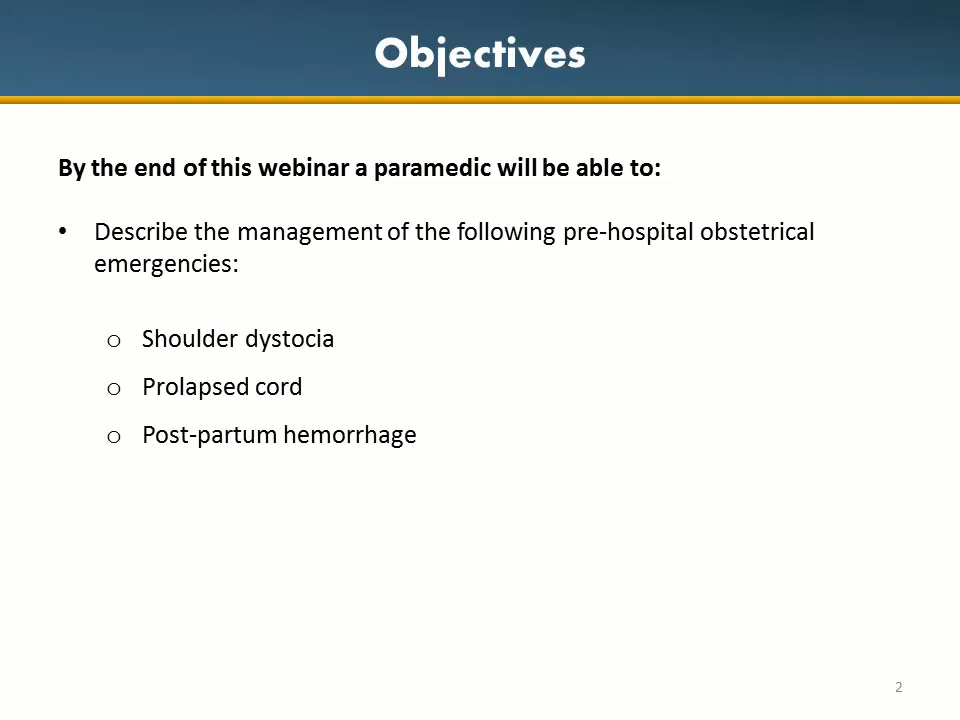 Objectives
By the end of this webinar a paramedic will be able to:
• Describe the management of the following pre-hospital obstetrical
emergencies:
o Shoulder dystocia
o Prolapsed cord
o Post-partum hemorrhage
2